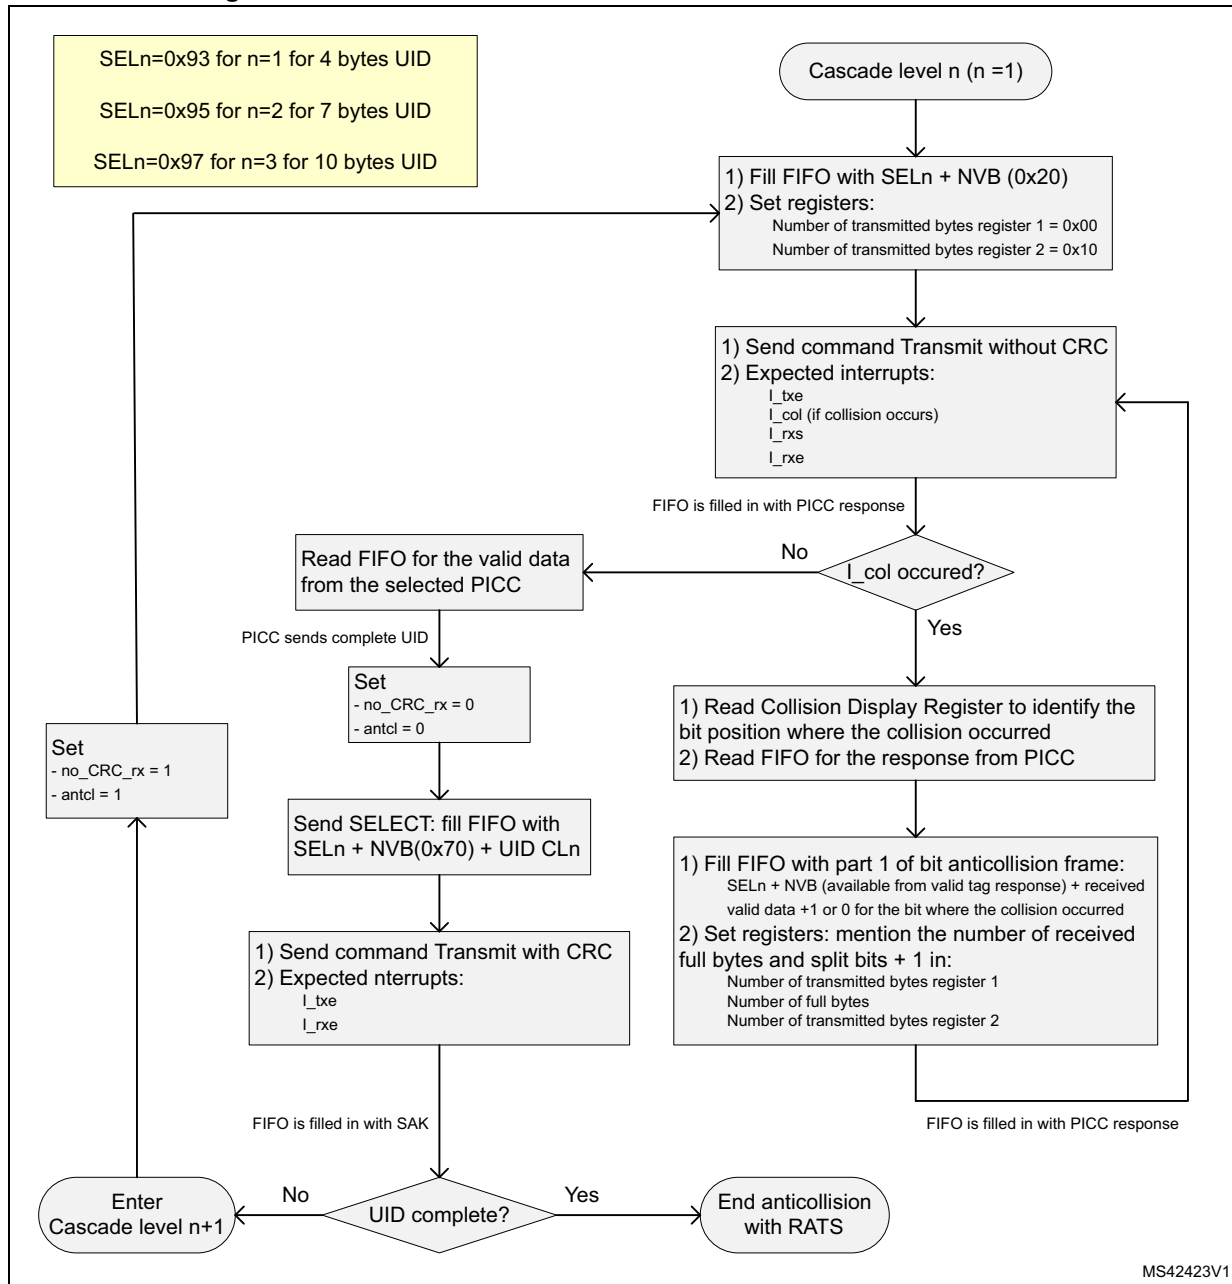 SELn=0x93 for n=1 for 4 bytes UID
SELn=0x95 for n=2 for 7 bytes UID
SELn=0x97 for n=3 for 10 bytes UID
Cascade level n (n =1)
1) Fill FIFO with SELn + NVB (0x20)
2) Set registers:
Number of transmitted bytes register 1 = 0x00
Number of transmitted bytes register 2 = 0x10
1) Send command Transmit without CRC
2) Expected interrupts:
I_txe
I_col (if collision occurs)
I_rxs
I_rxe
FIFO is filled in with PICC response
I_col occured?
No
Yes
Read FIFO for the valid data
from the selected PICC
PICC sends complete UID
Set
- no_CRC_rx = 0
- antcl = 0
Send SELECT: fill FIFO with
SELn + NVB(0x70) + UID CLn
1) Send command Transmit with CRC
2) Expected nterrupts:
I_txe
I_rxe
FIFO is filled in with SAK
1) Read Collision Display Register to identify the
bit position where the collision occurred
2) Read FIFO for the response from PICC
1) Fill FIFO with part 1 of bit anticollision frame:
SELn + NVB (available from valid tag response) + received
valid data +1 or 0 for the bit where the collision occurred
2) Set registers: mention the number of received
full bytes and split bits + 1 in:
Number of transmitted bytes register 1
Number of full bytes
Number of transmitted bytes register 2
FIFO is filled in with PICC response
Set
- no_CRC_rx = 1
- antcl = 1
Enter
Cascade level n+1
No
UID complete?
Yes
End anticollision
with RATS
MS42423V1